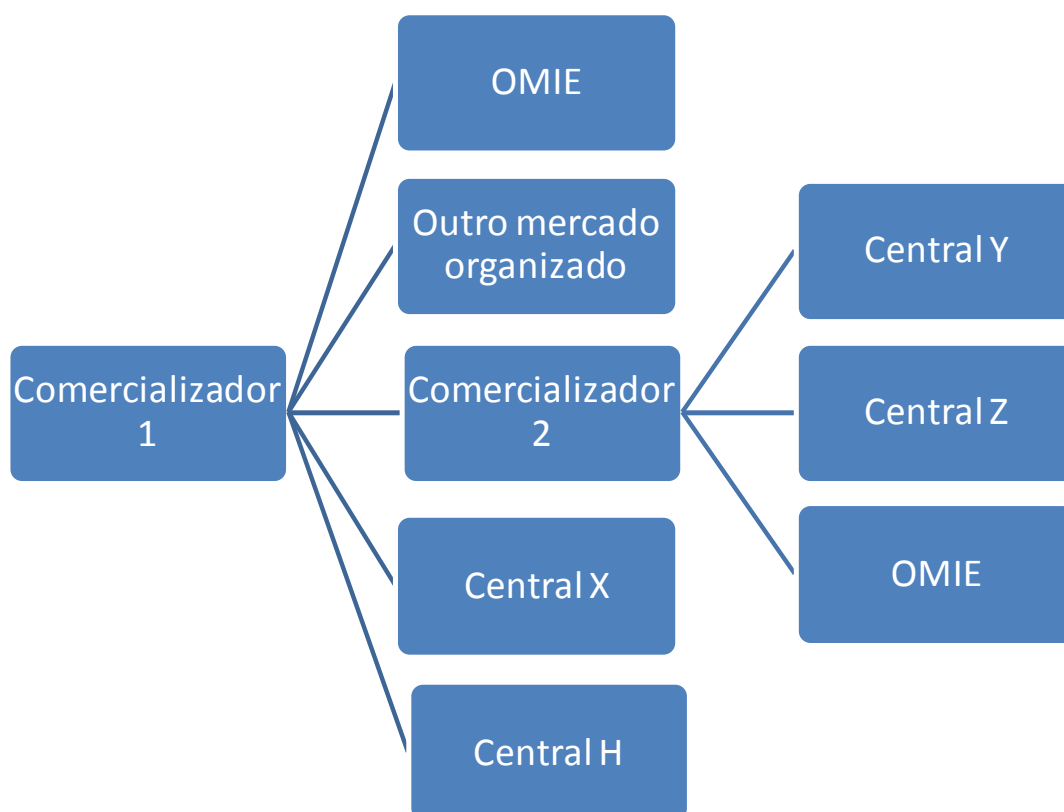 OMIE
Outro mercado
organizado
Comercializador
1
Comercializador
2
Central X
Central H
Central Y
Central Z
OMIE